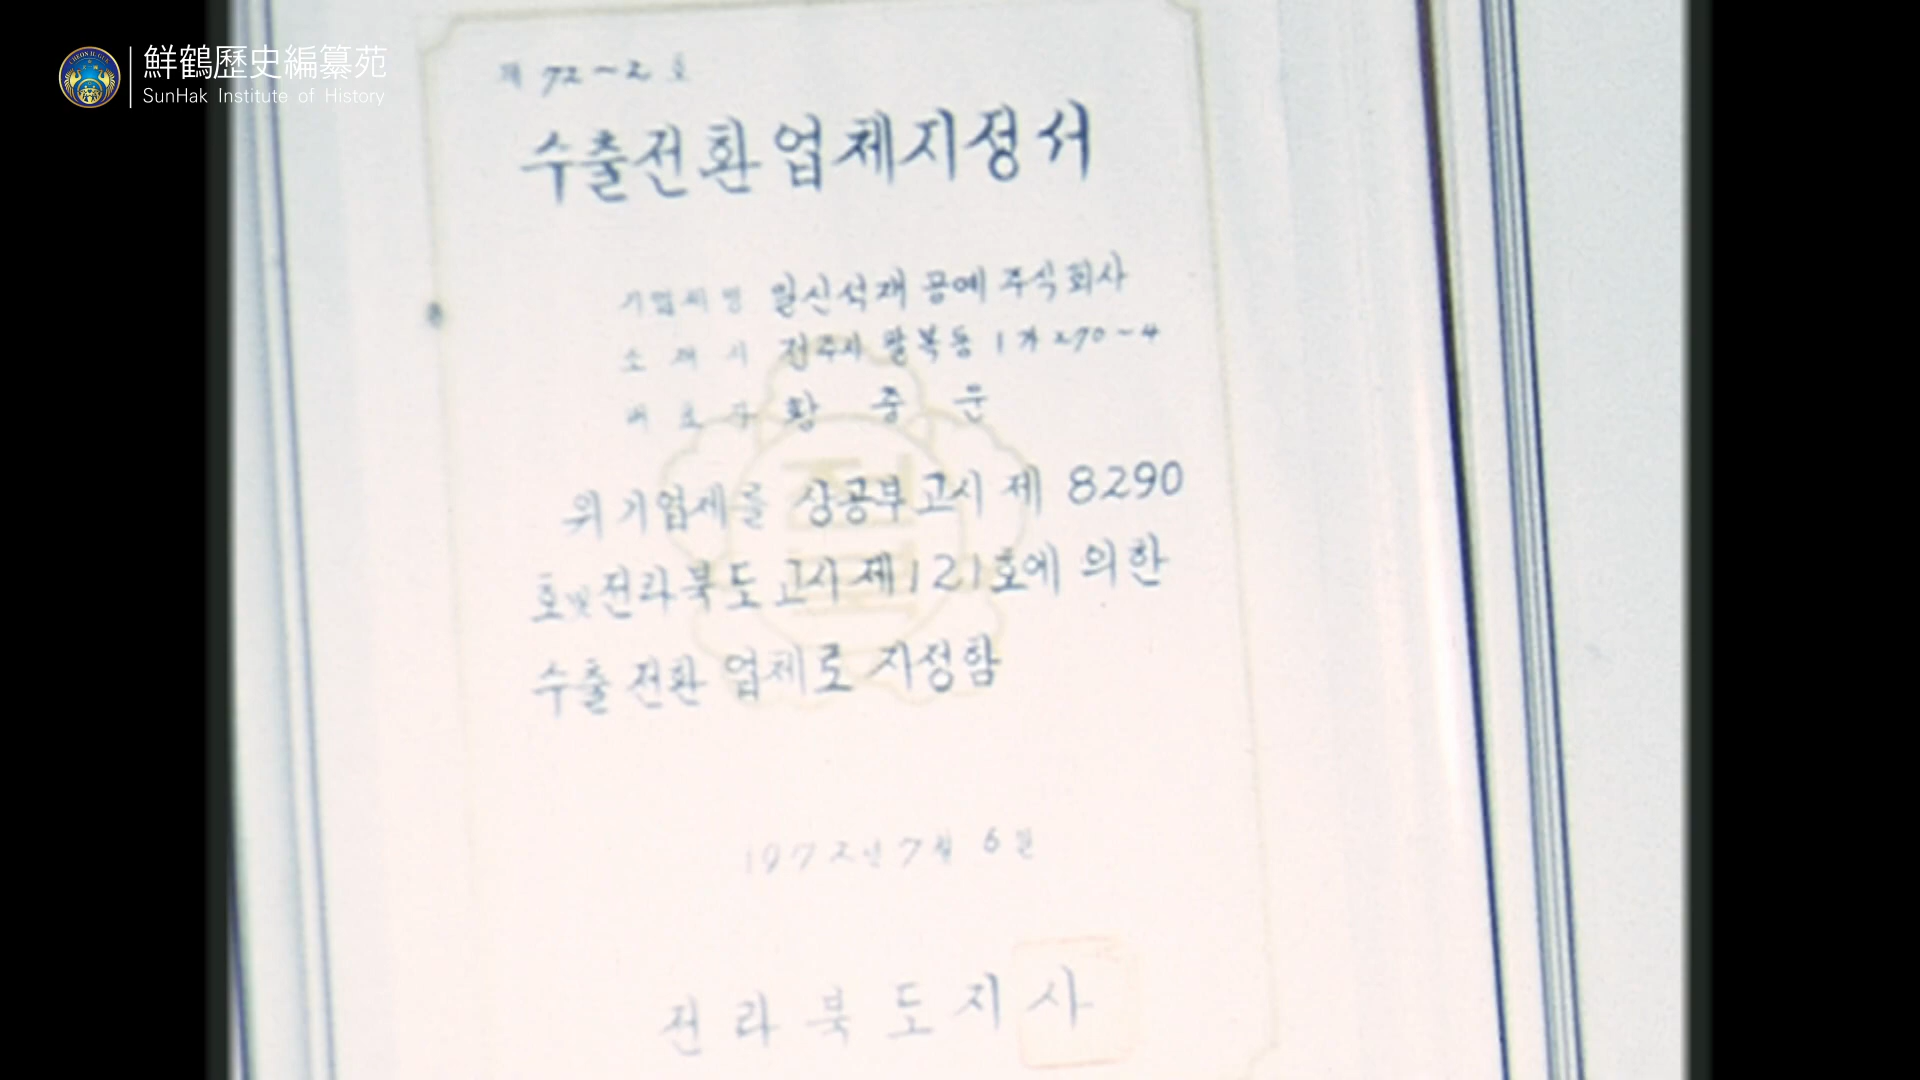 鮮鶴歷史編纂苑
SunHak Institute of History
제 72~2 호
수출전환업체지정서
기업체명 일신석재공예주식회사
소재지 전주시 팔복동 1가 270~4
대표자 황중운
위 기업체를 상공부 고시 제 8290
호 및 전라북도 고시 제121호에 의한
수출 전환 업체로 지정함
1972년 7월 6일
전라북도지사